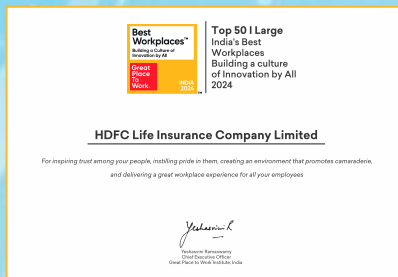 Best
Workplaces™
Building a Culture of
Innovation by All
Great
Place
To
Work.
INDIA
2024
™
Top 50 I Large
India's Best
Workplaces
Building a culture
of Innovation by All
2024
HDFC Life Insurance Company Limited
For inspiring trust among your people, instilling pride in them, creating an environment that promotes camaraderie,
and delivering a great workplace experience for all your employees
Yeshasvini R
Yeshasvini Ramaswamy
Chief Executive Officer
Great Place to Work Institute, India